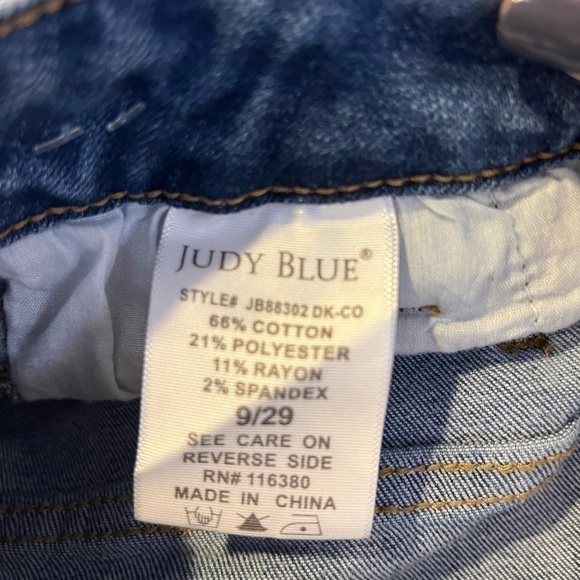 JUDY BLUE®
STYLE# JB88302 DK-CO
66% COTTON
21% POLYESTER
11% RAYON
2% SPANDEX
9/29
SEE CARE ON
REVERSE SIDE
RN# 116380
MADE IN CHINA